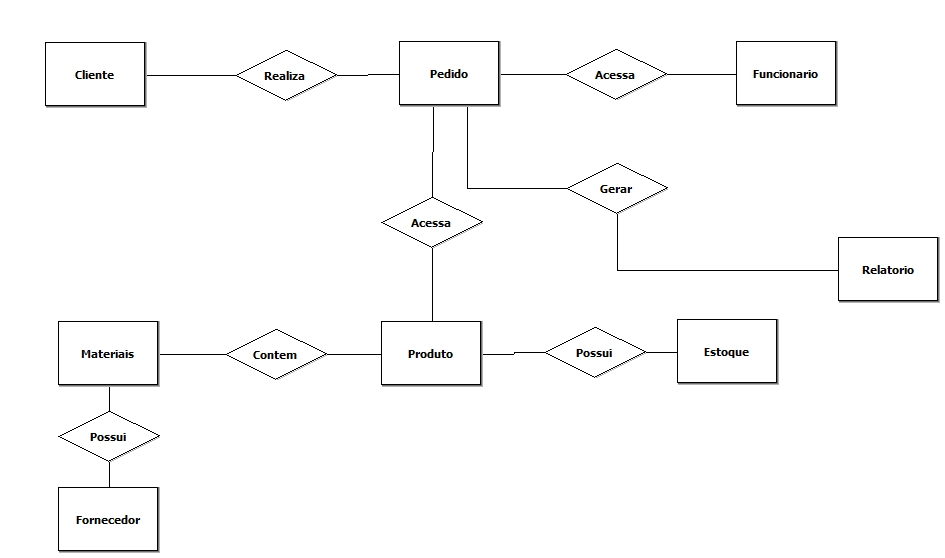 Cliente
Realiza
Pedido
Acessa
Funcionario
Gerar
Acessa
Relatorio
Materiais
Contem
Produto
Possui
Estoque
Possui
Fornecedor